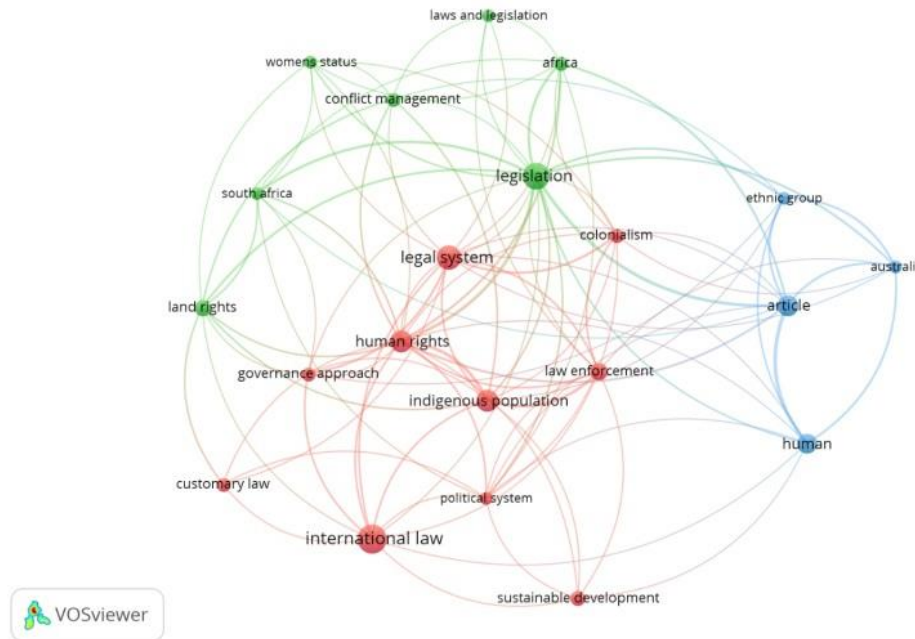 laws and legislation
womens status
africa
conflict management
legislation
south africa
ethnic group
colonialism
legal system
australi
land rights
article
human rights
governance approach
law enforcement
indigenous population
human
customary law
political system
international law
sustainable development
VOSviewer